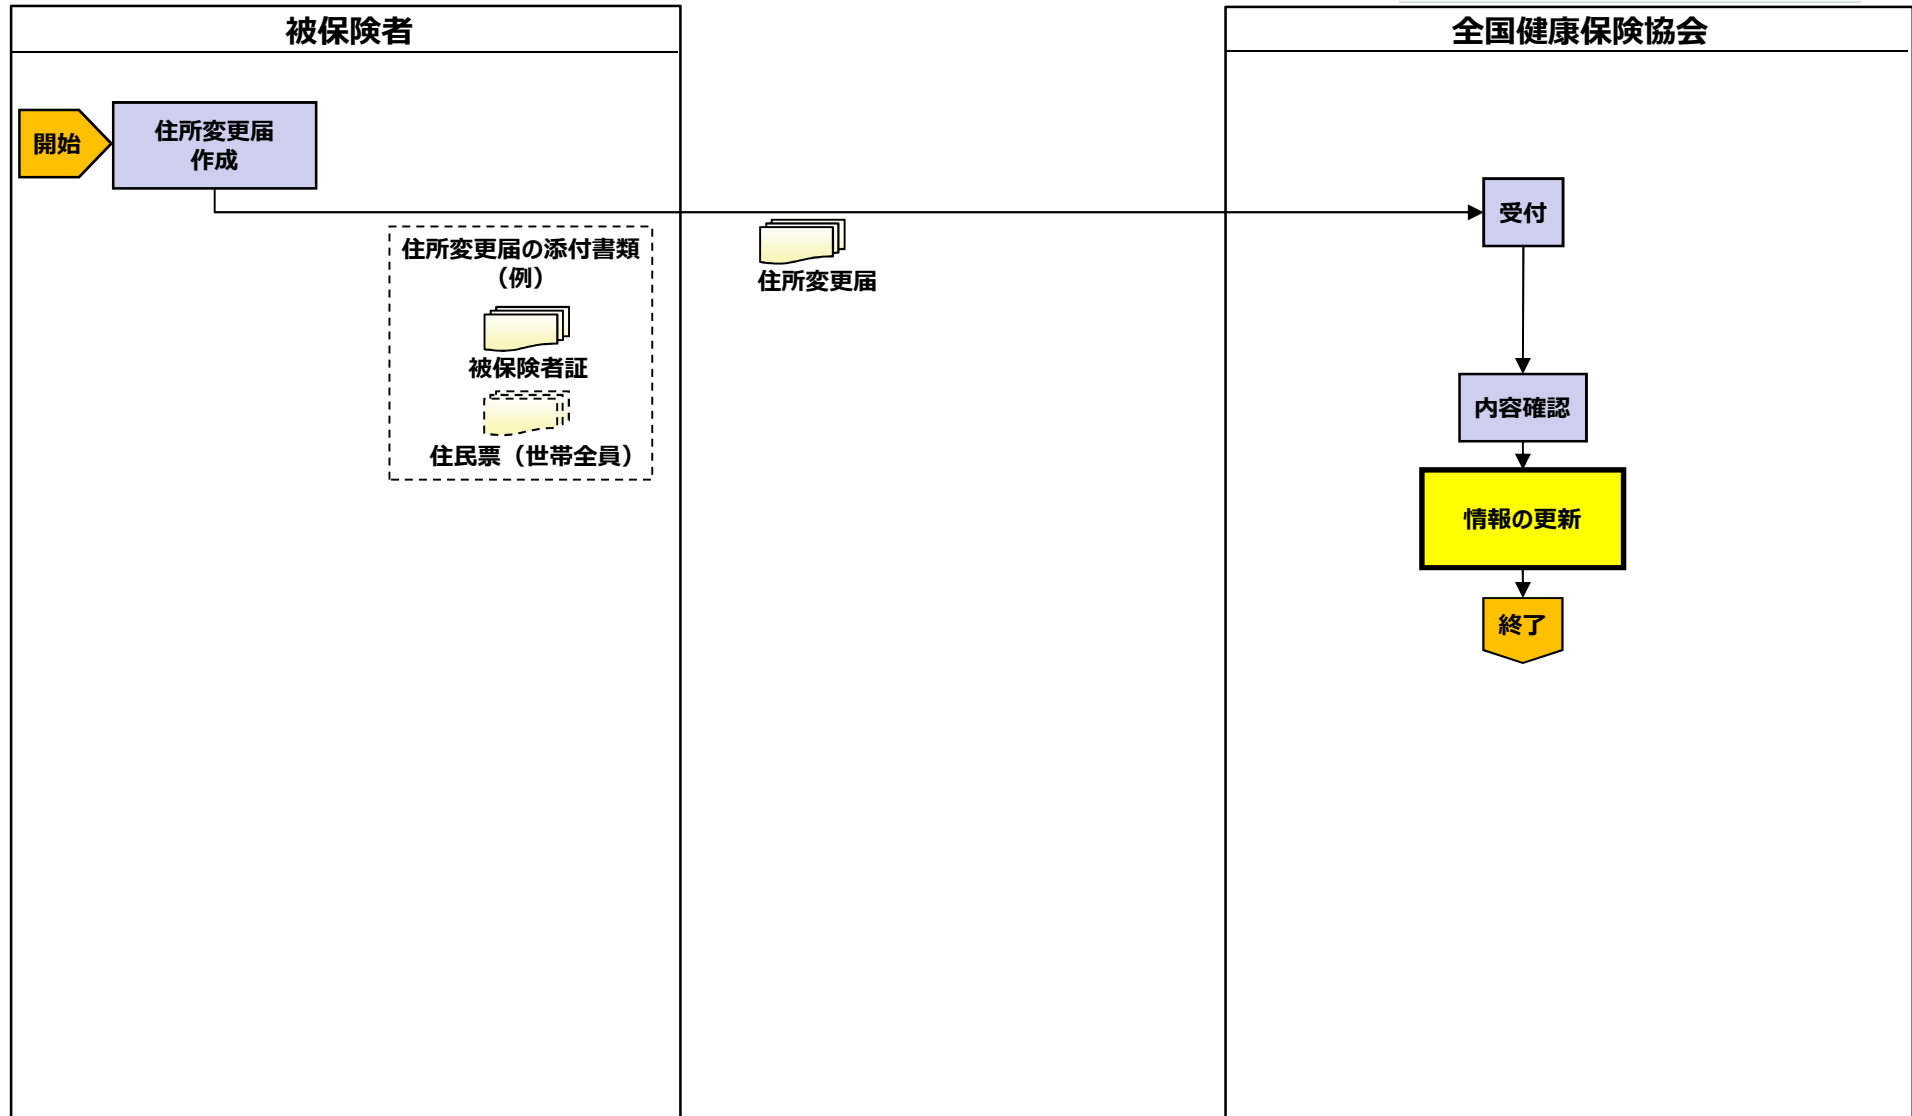 被保険者
全国健康保険協会
開始
住所変更届
作成
受付
住所変更届の添付書類
（例）
住所変更届
被保険者証
内容確認
住民票（世帯全員）
情報の更新
終了